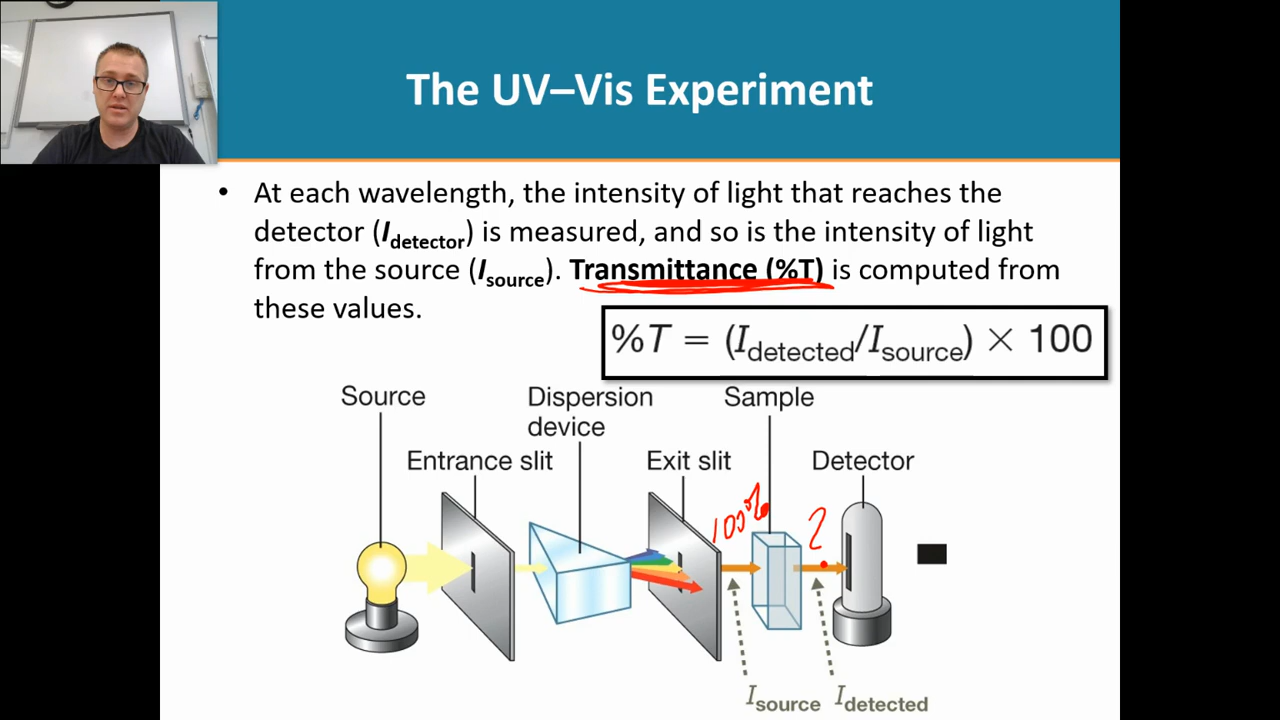 The UV–Vis Experiment
• At each wavelength, the intensity of light that reaches the
detector (Idetector) is measured, and so is the intensity of light
from the source (Isource). Transmittance (%T) is computed from
these values.
%T = (Idetected/Isource) × 100
Source
Dispersion
device
Sample
Entrance slit
Exit slit
Detector
100%
?
Isource
Idetected